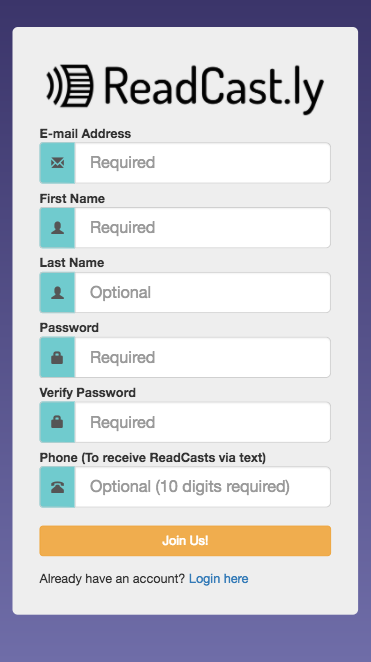 ReadCast.ly
E-mail Address
Required
First Name
Required
Last Name
Optional
Password
Required
Verify Password
Required
Phone (To receive ReadCasts via text)
Optional (10 digits required)
Join Us!
Already have an account? Login here